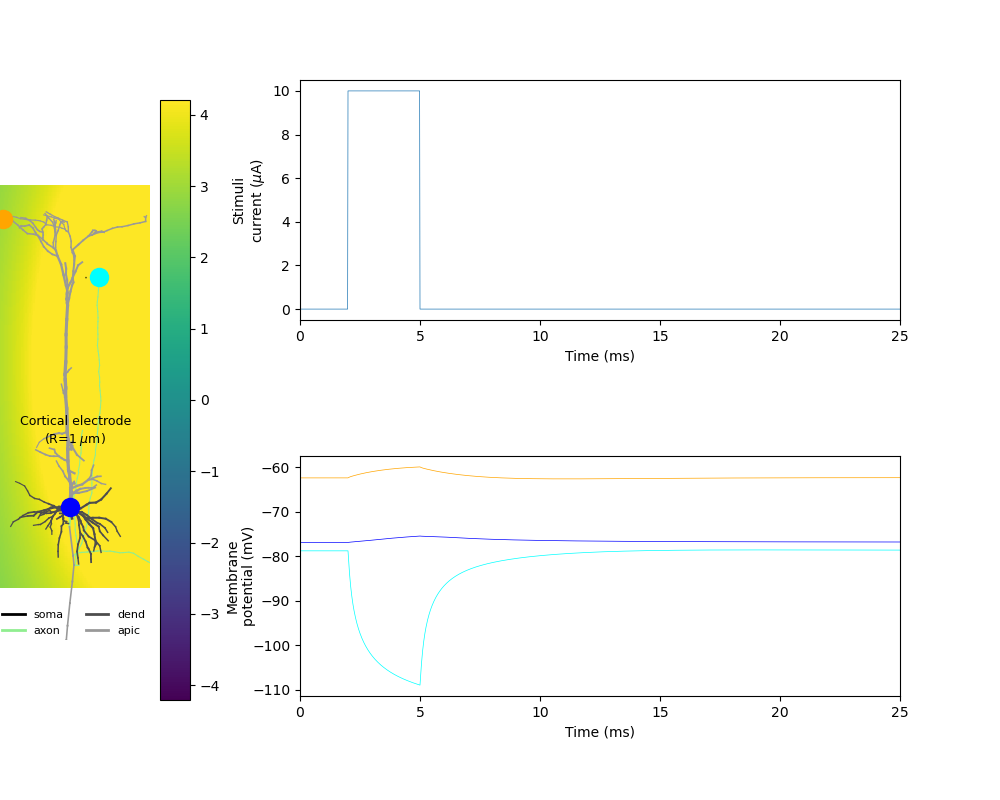 Cortical electrode
(R=1 μm)
soma
dend
axon
apic
4
3
2
1
0
−1
−2
−3
−4
Stimuli
current (μA)
10
8
6
4
2
0
0 5 10 15 20 25
Time (ms)
Membrane
potential (mV)
−60
−70
−80
−90
−100
−110
0 5 10 15 20 25
Time (ms)